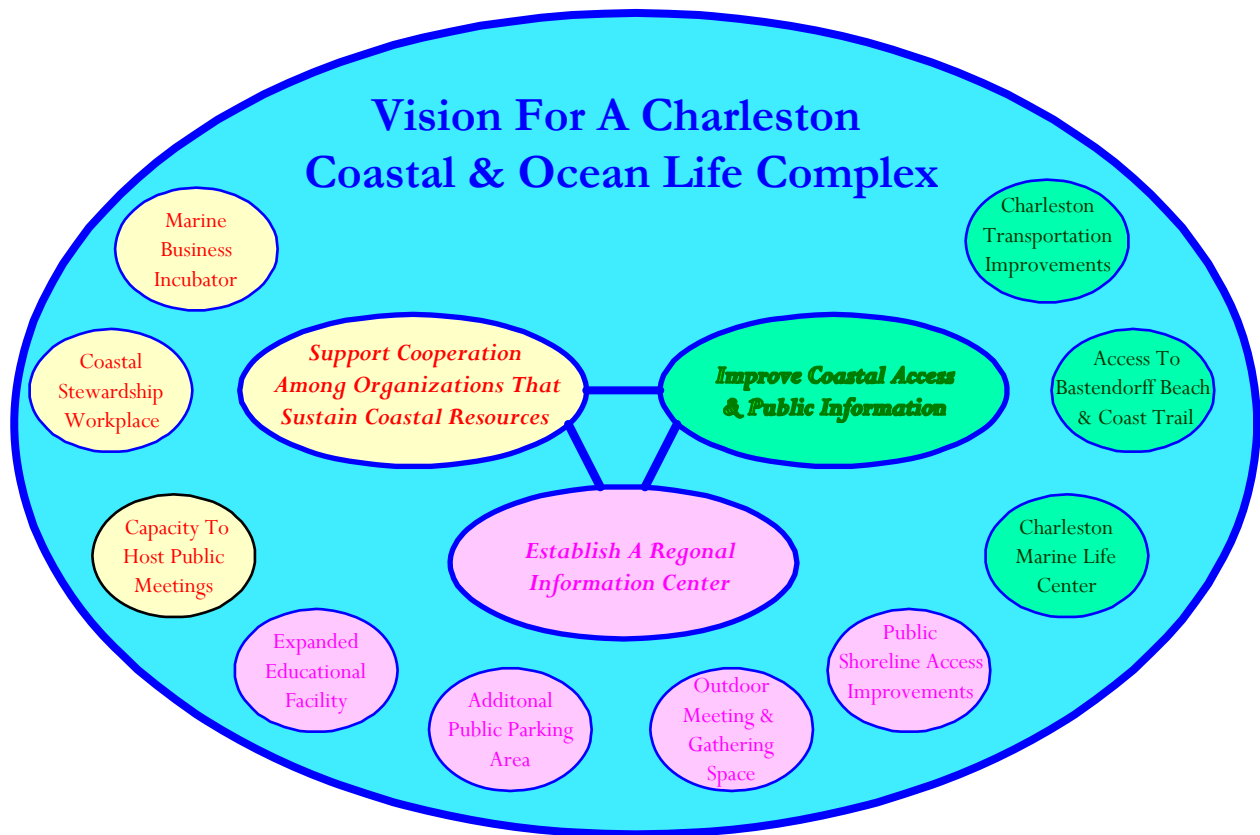 Vision For A Charleston
Coastal & Ocean Life Complex
Marine
Business
Incubator
Charleston
Transportation
Improvements
Support Cooperation
Among Organizations That
Sustain Coastal Resources
Improve Coastal Access
& Public Information
Coastal
Stewardship
Workplace
Access To
Bastendorff Beach
& Coast Trail
Establish A Regonal
Information Center
Capacity To
Host Public
Meetings
Charleston
Marine Life
Center
Expanded
Educational
Facility
Additonal
Public Parking
Area
Outdoor
Meeting &
Gathering
Space
Public
Shoreline Access
Improvements